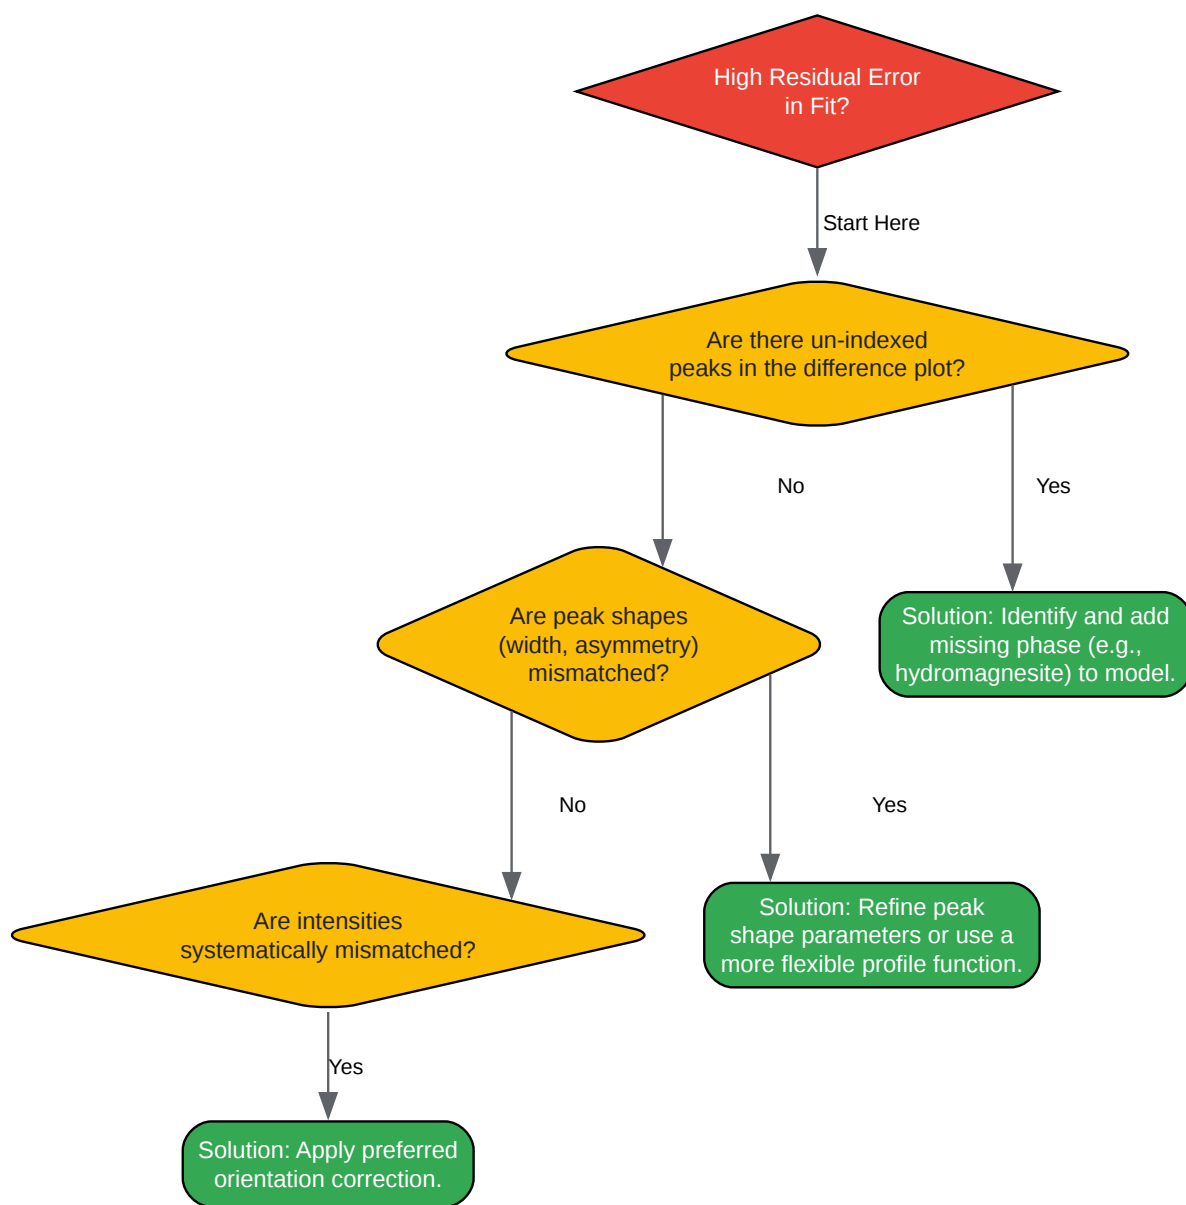 High Residual Error
in Fit?
Start Here
Are there un-indexed
peaks in the difference plot?
No
Yes
Are peak shapes
(width, asymmetry)
mismatched?
Solution: Identify and add
missing phase (e.g.,
hydromagnesite) to model.
No
Yes
Are intensities
systematically mismatched?
Solution: Refine peak
shape parameters or use a
more flexible profile function.
Yes
Solution: Apply preferred
orientation correction.